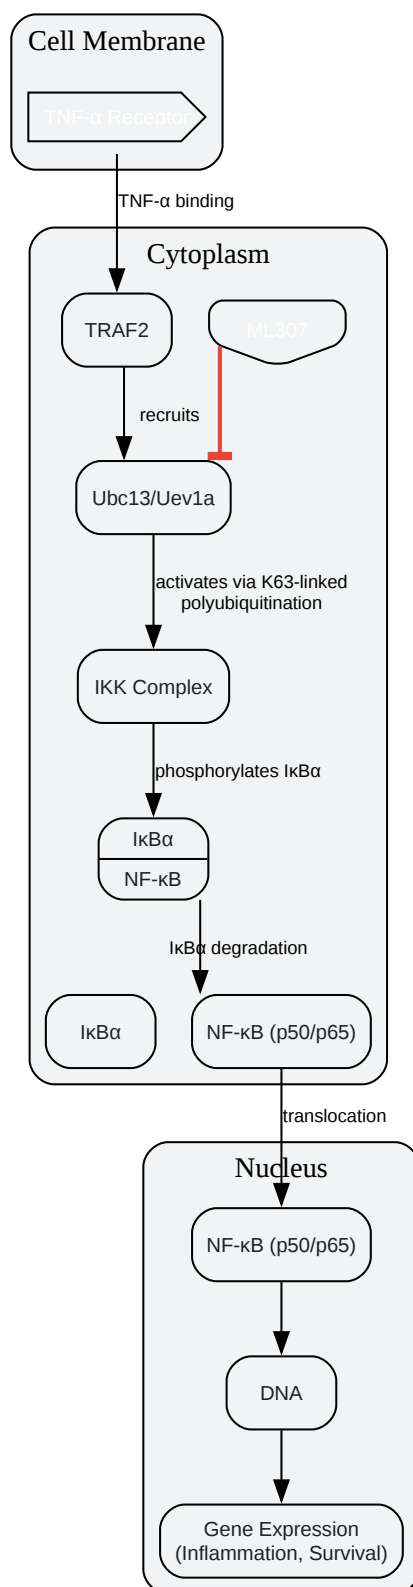 Cell Membrane
TNF-α Receptor
TNF-α binding
Cytoplasm
TRAF2
ML307
recruits
Ubc13/Uev1a
activates via K63-linked
polyubiquitination
IKK Complex
phosphorylates IκBα
IκBα
NF-κB
IκBα degradation
IκBα
NF-κB (p50/p65)
translocation
Nucleus
NF-κB (p50/p65)
DNA
Gene Expression
(Inflammation, Survival)